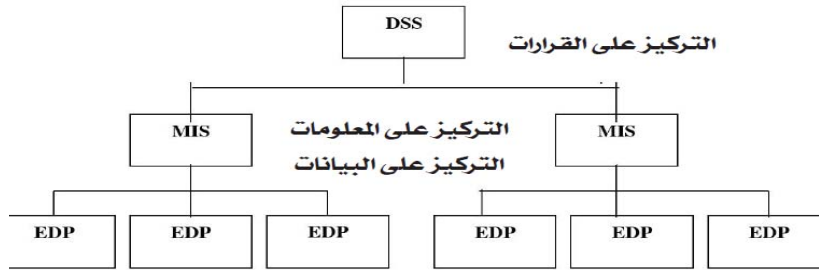 DSS
التركيز على القرارات
MIS
التركيز على المعلومات
MIS
التركيز على البيانات
EDP
EDP
EDP
EDP
EDP
EDP